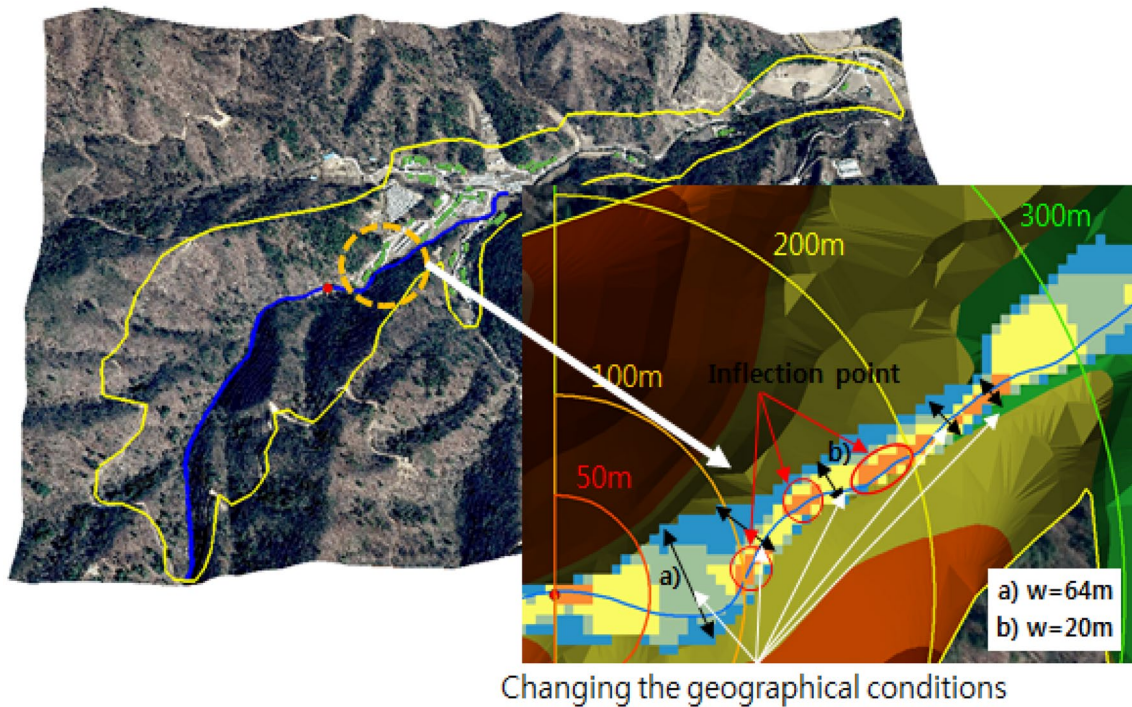 300m
200m
100m
Inflection point
b)
50m
a)
a) w=64m
b) w=20m
Changing the geographical conditions